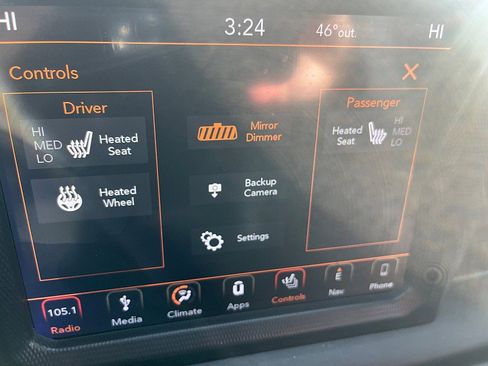 HI
3:24
46°out.
HI
Controls
Driver
HI
MED
LO
Heated
Seat
Heated
Wheel
Mirror
Dimmer
Backup
Camera
Settings
Passenger
Heated
Seat
HI
MED
LO
105.1
Radio
Media
Climate
Apps
Controls
E
Nav
Phone